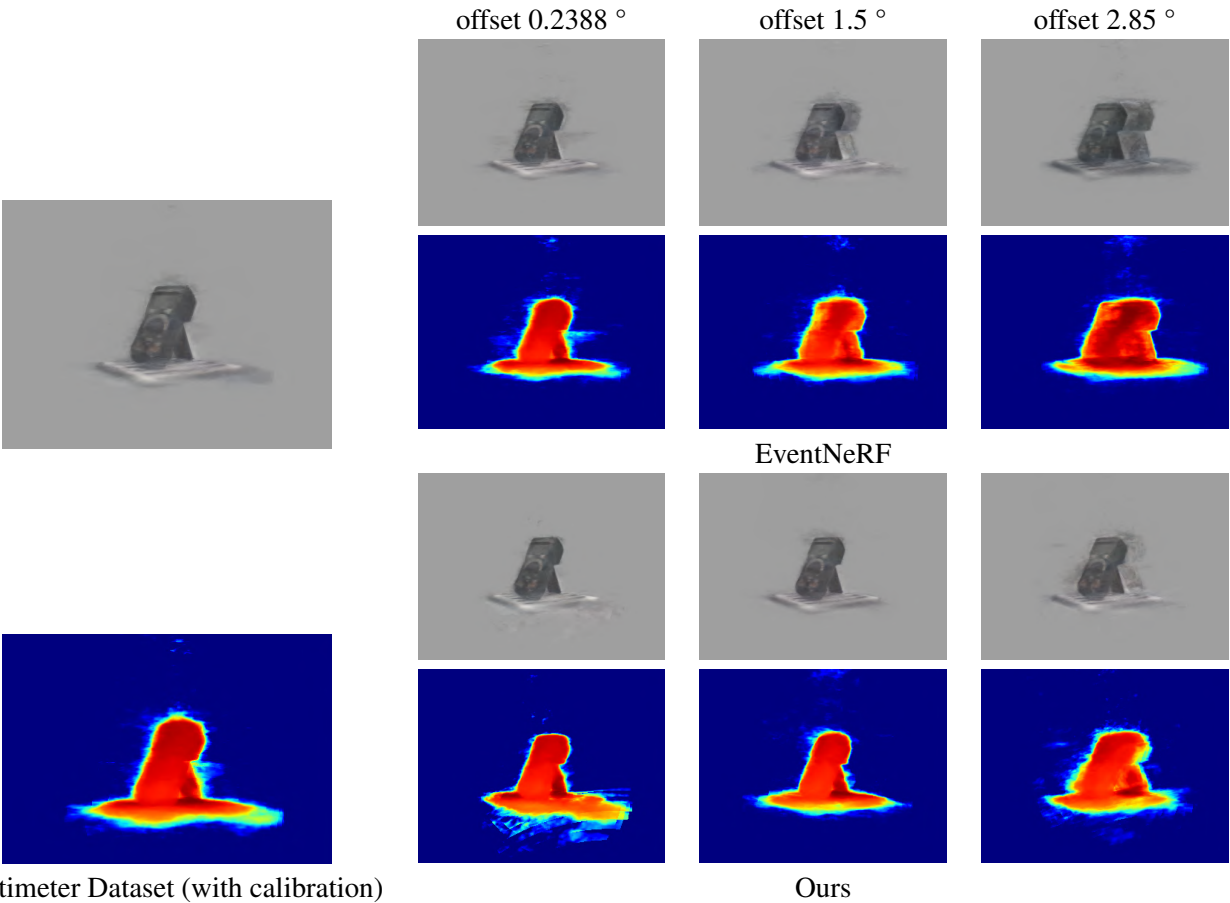 offset 0.2388 ° offset 1.5 ° offset 2.85 °
EventNeRF
timeter Dataset (with calibration)
Ours